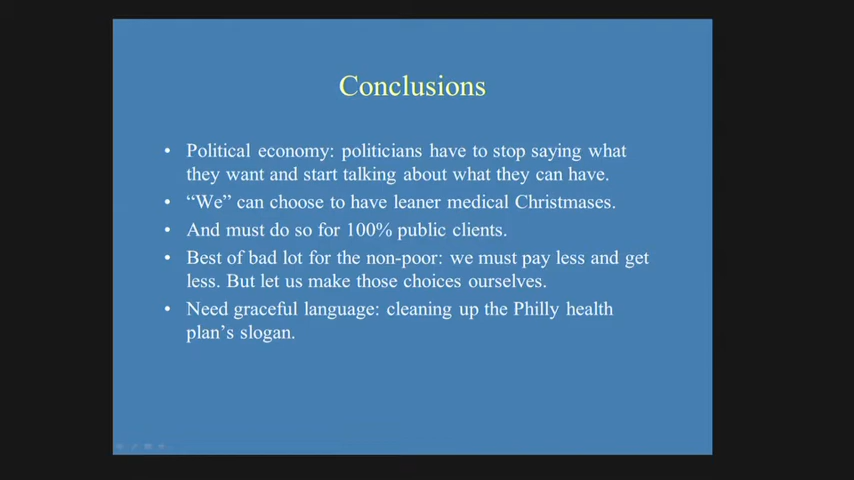 Conclusions
• Political economy: politicians have to stop saying what
they want and start talking about what they can have.
• “We” can choose to have leaner medical Christmases.
• And must do so for 100% public clients.
• Best of bad lot for the non-poor: we must pay less and get
less. But let us make those choices ourselves.
• Need graceful language: cleaning up the Philly health
plan’s slogan.